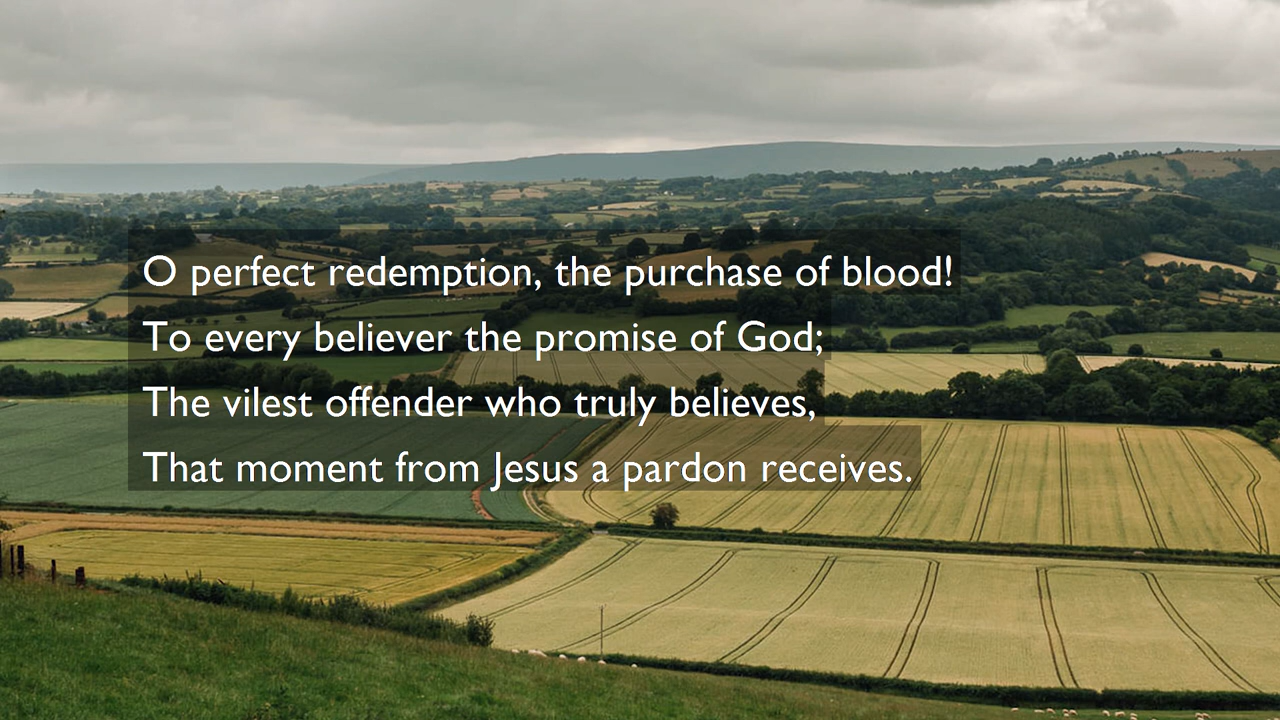 O perfect redemption, the purchase of blood!
To every believer the promise of God;
The vilest offender who truly believes,
That moment from Jesus a pardon receives.